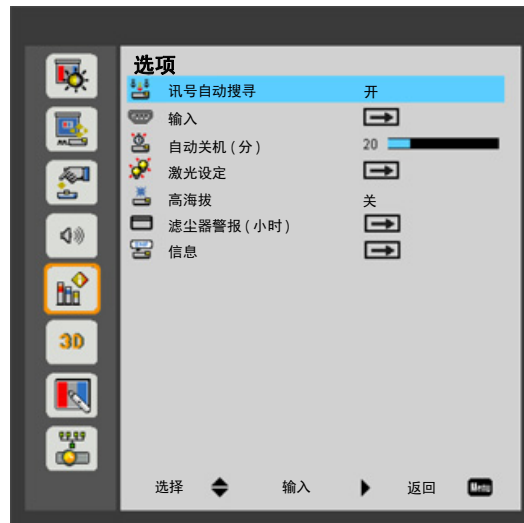 选项
讯号自动搜寻 开
输入
自动关机 ( 分 ) 20
激光设定
高海拔 关
滤尘器警报 ( 小时 )
信息
3D
选择 输入 返回 Menu